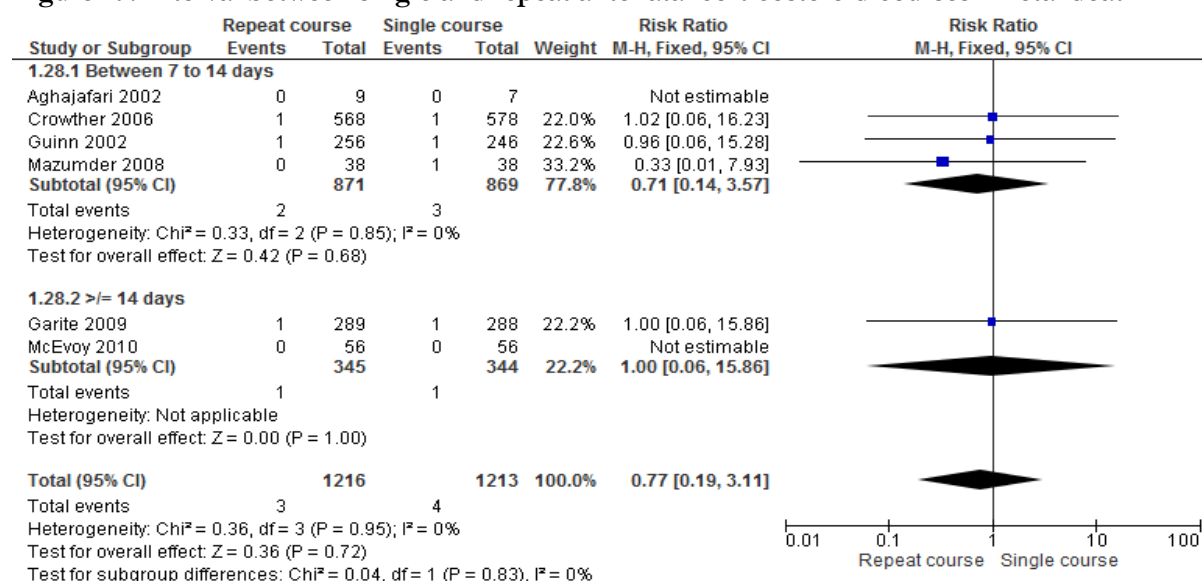 Repeat course Single course Risk Ratio Risk Ratio
Study or Subgroup Events Total Events Total Weight M-H, Fixed, 95% CI M-H, Fixed, 95% CI
1.28.1 Between 7 to 14 days
Aghajafari 2002 0 9 0 7 Not estimable
Crowther 2006 1 568 1 578 22.0% 1.02 [0.06, 16.23]
Guinn 2002 1 256 1 246 22.6% 0.96 [0.06, 15.28]
Mazumder 2008 0 38 1 38 33.2% 0.33 [0.01, 7.93]
Subtotal (95% CI) 871 869 77.8% 0.71 [0.14, 3.57]
Total events 2 3
Heterogeneity: Chi² = 0.33, df = 2 (P = 0.85); I² = 0%
Test for overall effect: Z = 0.42 (P = 0.68)
1.28.2 >/= 14 days
Garite 2009 1 289 1 288 22.2% 1.00 [0.06, 15.86]
McEvoy 2010 0 56 0 56 Not estimable
Subtotal (95% CI) 345 344 22.2% 1.00 [0.06, 15.86]
Total events 1 1
Heterogeneity: Not applicable
Test for overall effect: Z = 0.00 (P = 1.00)
Total (95% CI) 1216 1213 100.0% 0.77 [0.19, 3.11]
Total events 3 4
Heterogeneity: Chi² = 0.36, df = 3 (P = 0.95); I² = 0%
Test for overall effect: Z = 0.36 (P = 0.72)
Test for subgroup differences: Chi² = 0.04, df = 1 (P = 0.83), I² = 0%
0.01 0.1 1 10 100
Repeat course Single course